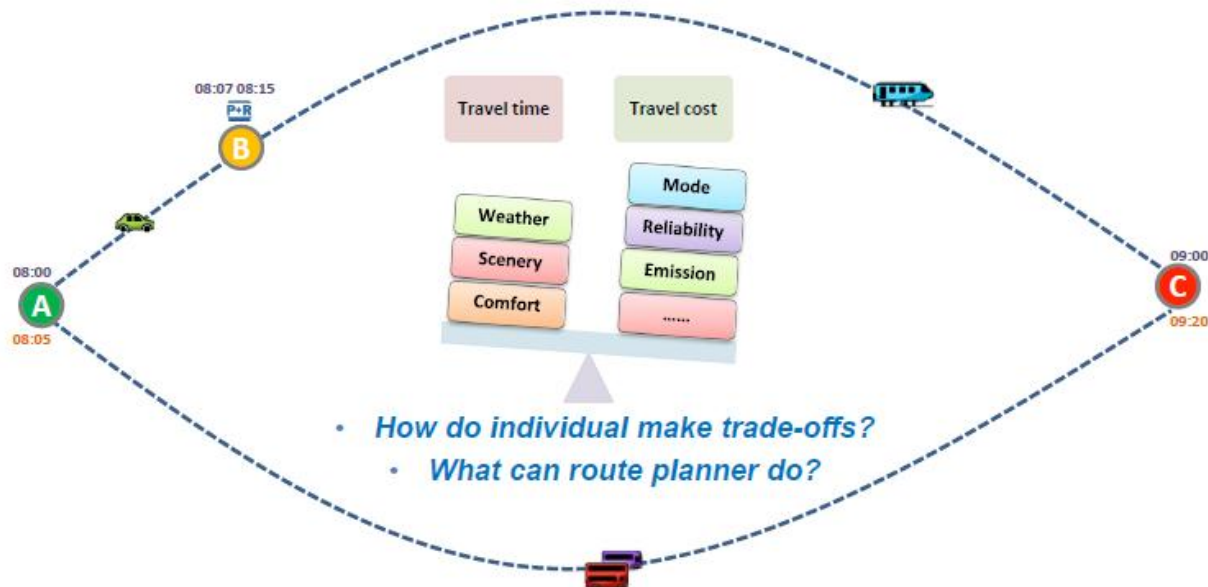 08:07 08:15
P+R
B
Travel time
Travel cost
Mode
Weather
Reliability
Scenery
Emission
Comfort
......
08:00
A
08:05
09:00
C
09:20
• How do individual make trade-offs?
• What can route planner do?